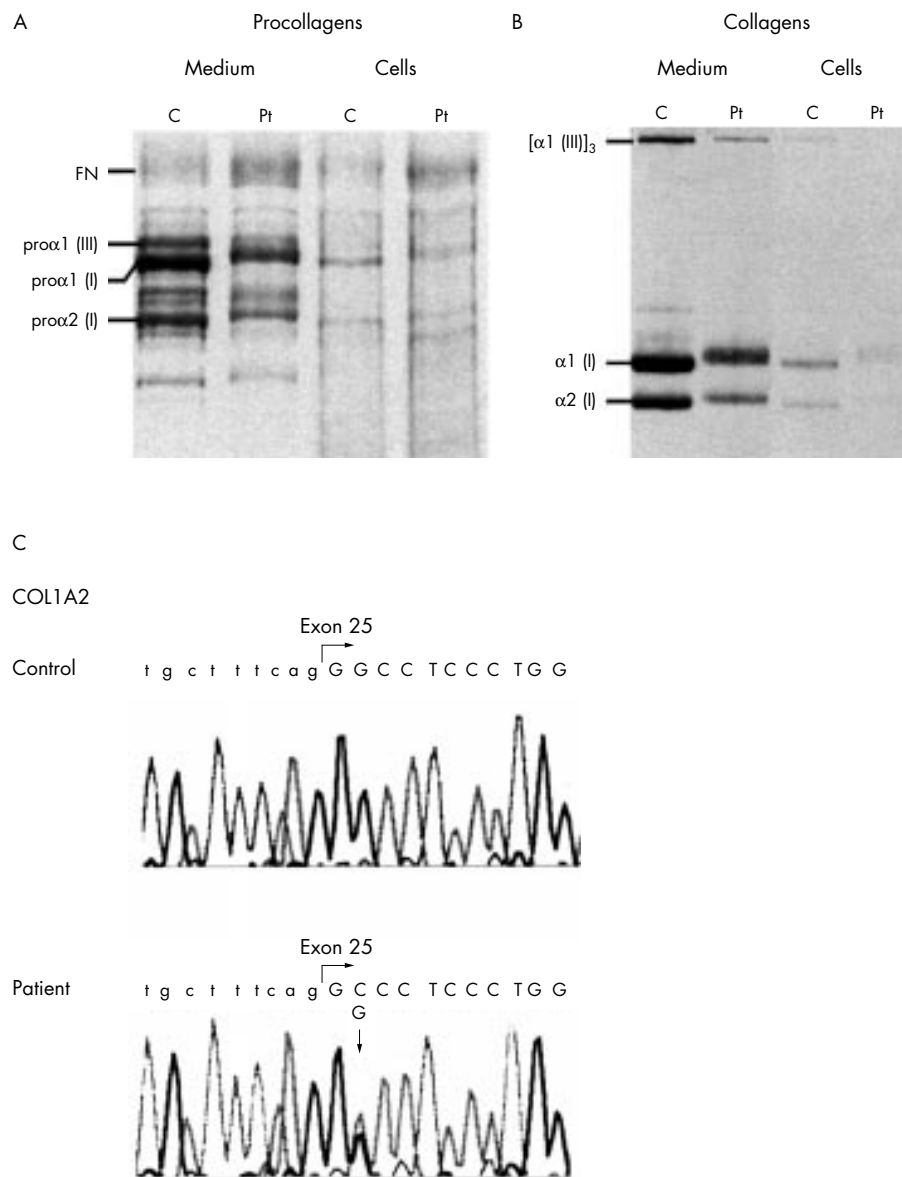 A
Procollagens
Medium Cells
C Pt C Pt
FN
proα1 (III)
proα1 (I)
proα2 (I)
B
Collagens
Medium Cells
C Pt C Pt
[α1 (III)]₃
α1 (I)
α2 (I)
C
COL1A2
Exon 25
Control t g c t t t c a g G G C C T C C C T G G
Exon 25
Patient t g c t t t c a g G C C C T C C C T G G
G